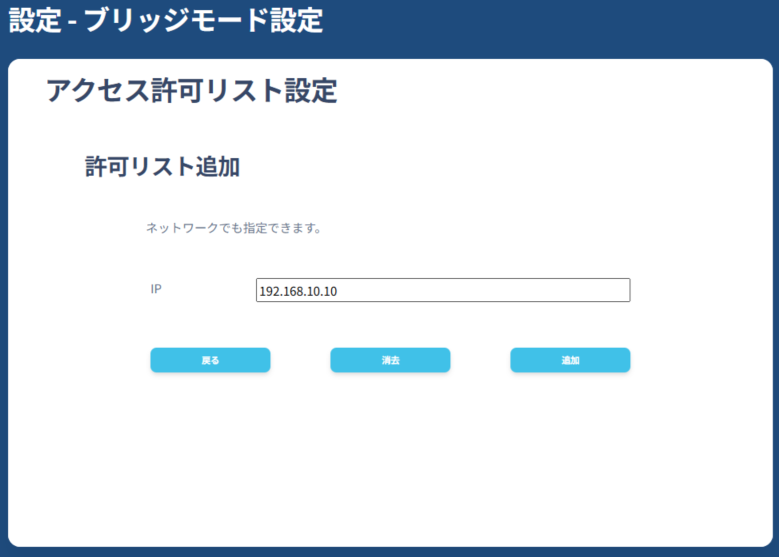 設定 - ブリッジモード設定
アクセス許可リスト設定
許可リスト追加
ネットワークでも指定できます。
IP
192.168.10.10
戻る
消去
追加